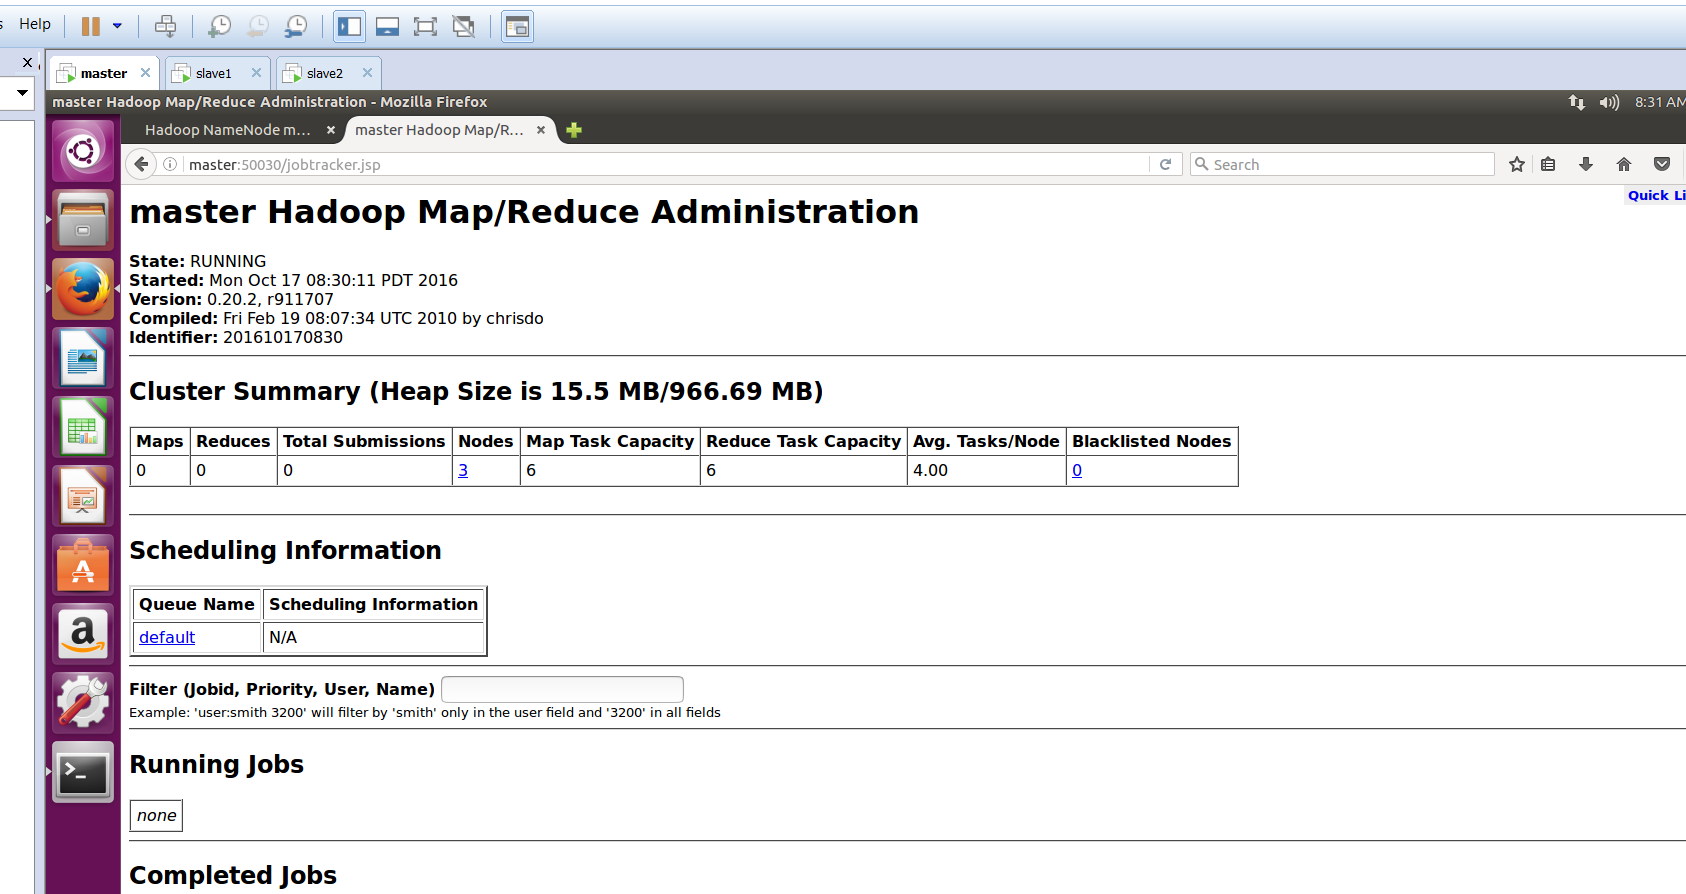 s Help
x
master
slave1
slave2
master Hadoop Map/Reduce Administration - Mozilla Firefox
8:31 AM
Hadoop NameNode m...
master Hadoop Map/R...
master:50030/jobtracker.jsp
Search
Quick Li
master Hadoop Map/Reduce Administration
State: RUNNING
Started: Mon Oct 17 08:30:11 PDT 2016
Version: 0.20.2, r911707
Compiled: Fri Feb 19 08:07:34 UTC 2010 by chrisdo
Identifier: 201610170830
Cluster Summary (Heap Size is 15.5 MB/966.69 MB)
Maps Reduces Total Submissions Nodes Map Task Capacity Reduce Task Capacity Avg. Tasks/Node Blacklisted Nodes
0 0 0 3 6 6 4.00 0
Scheduling Information
Queue Name Scheduling Information
default N/A
Filter (Jobid, Priority, User, Name)
Example: 'user:smith 3200' will filter by 'smith' only in the user field and '3200' in all fields
Running Jobs
none
Completed Jobs